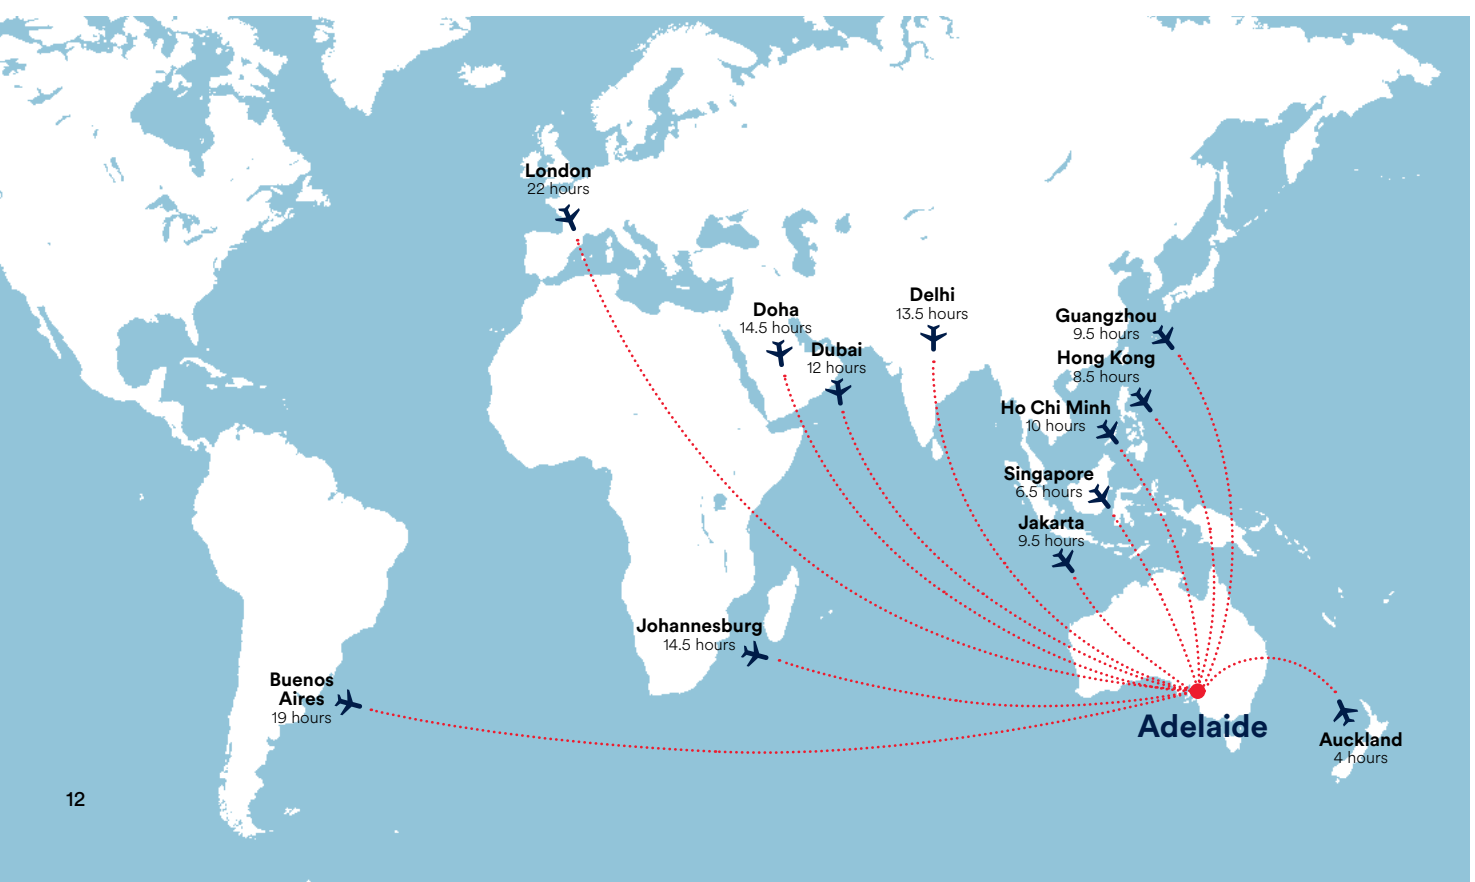 London
22 hours
Delhi
13.5 hours
Doha
14.5 hours
Guangzhou
9.5 hours
Dubai
12 hours
Hong Kong
8.5 hours
Ho Chi Minh
10 hours
Singapore
6.5 hours
Jakarta
9.5 hours
Johannesburg
14.5 hours
Buenos
Aires
19 hours
Adelaide
Auckland
4 hours
12